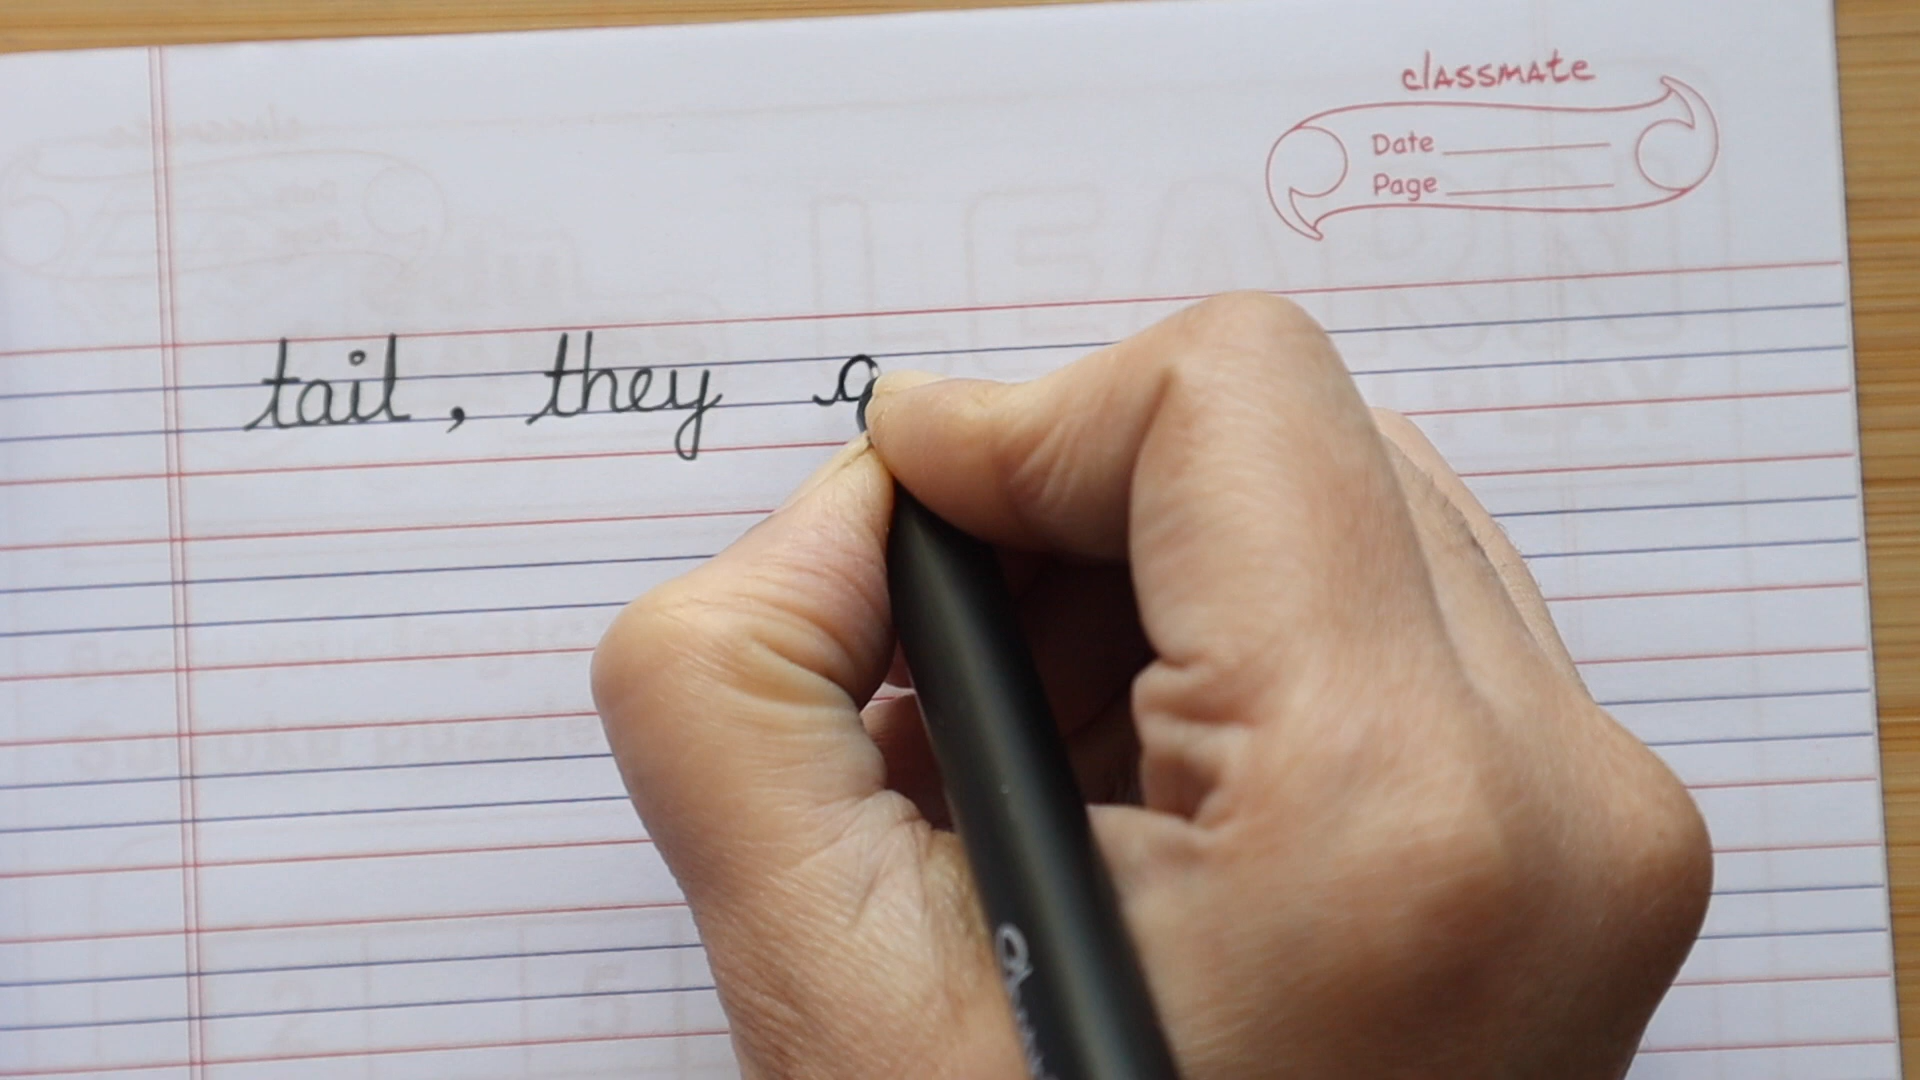 classmate
Date
Page
tail, they